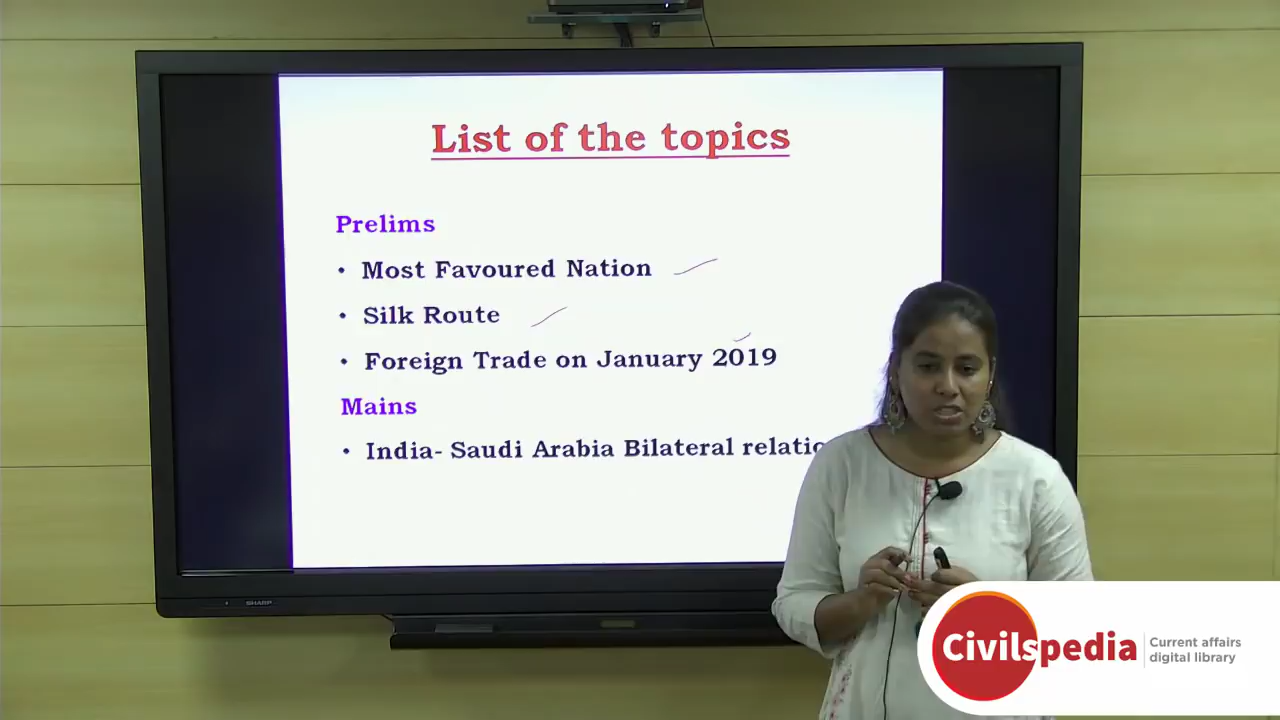 List of the topics
Prelims
• Most Favoured Nation
• Silk Route
• Foreign Trade on January 2019
Mains
• India- Saudi Arabia Bilateral relatio
SHARP
Civilspedia
Current affairs
digital library